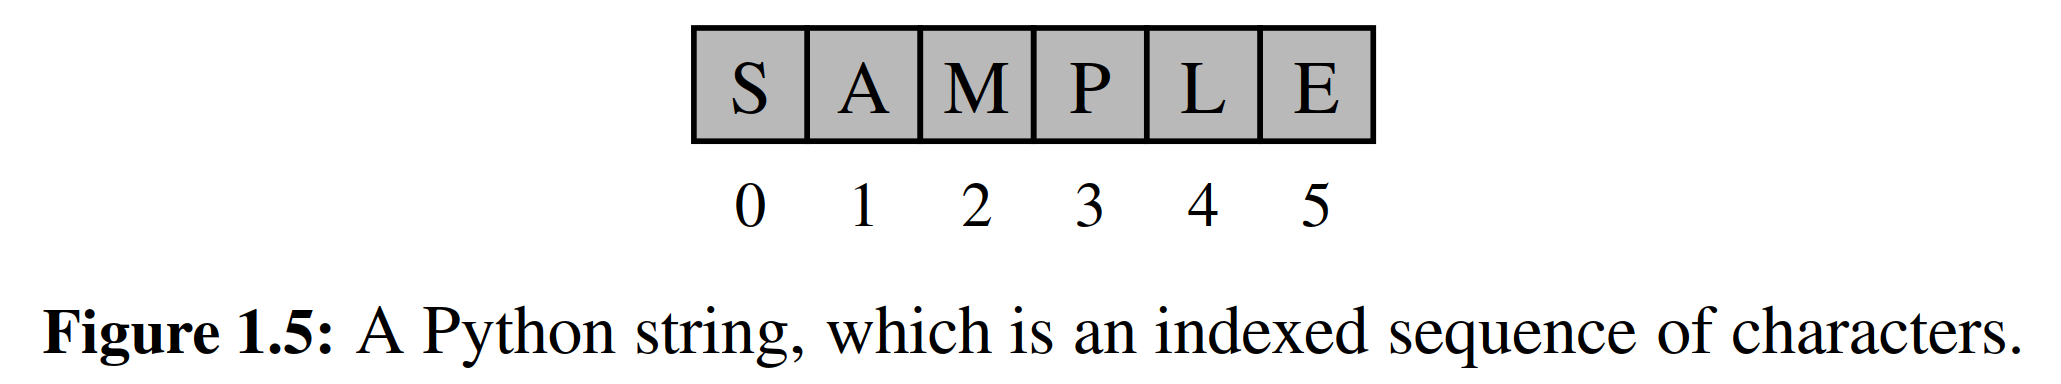 S A M P L E
0 1 2 3 4 5
Figure 1.5: A Python string, which is an indexed sequence of characters.